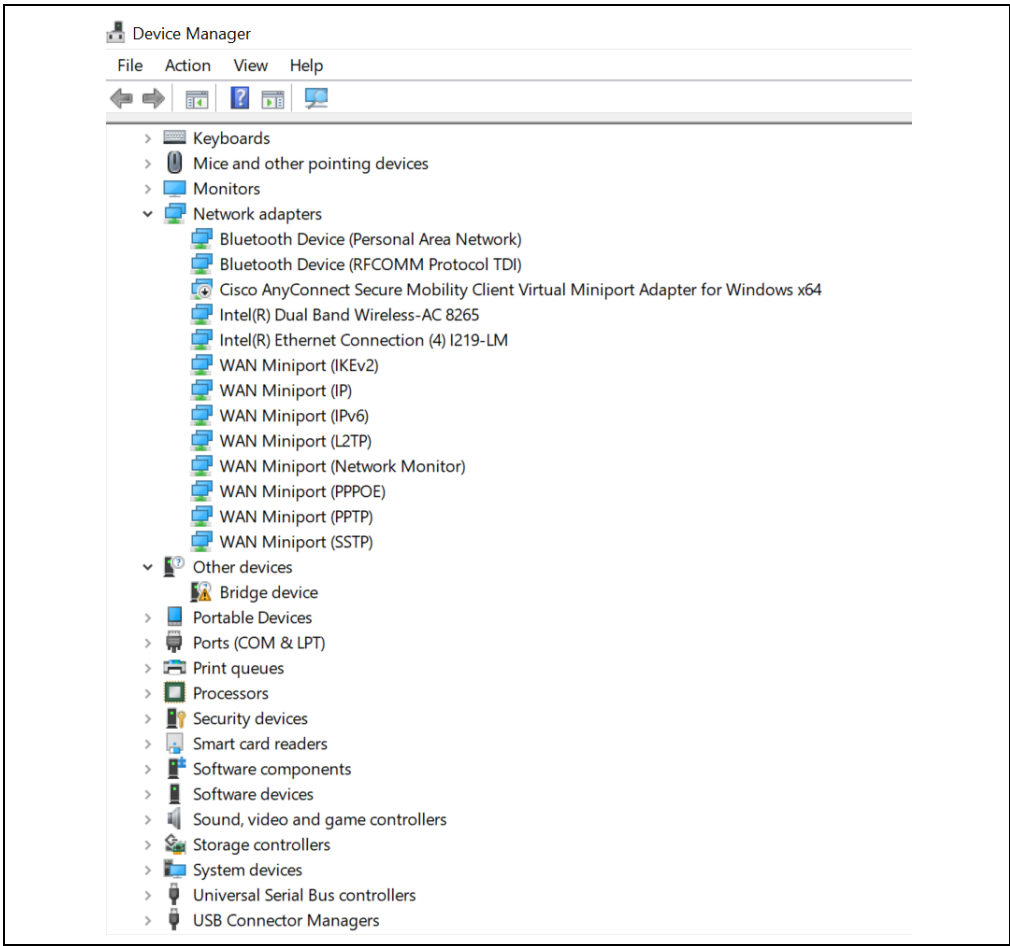 Device Manager
File Action View Help
Keyboards
Mice and other pointing devices
Monitors
Network adapters
Bluetooth Device (Personal Area Network)
Bluetooth Device (RFCOMM Protocol TDI)
Cisco AnyConnect Secure Mobility Client Virtual Miniport Adapter for Windows x64
Intel(R) Dual Band Wireless-AC 8265
Intel(R) Ethernet Connection (4) I219-LM
WAN Miniport (IKEv2)
WAN Miniport (IP)
WAN Miniport (IPv6)
WAN Miniport (L2TP)
WAN Miniport (Network Monitor)
WAN Miniport (PPPOE)
WAN Miniport (PPTP)
WAN Miniport (SSTP)
Other devices
Bridge device
Portable Devices
Ports (COM & LPT)
Print queues
Processors
Security devices
Smart card readers
Software components
Software devices
Sound, video and game controllers
Storage controllers
System devices
Universal Serial Bus controllers
USB Connector Managers